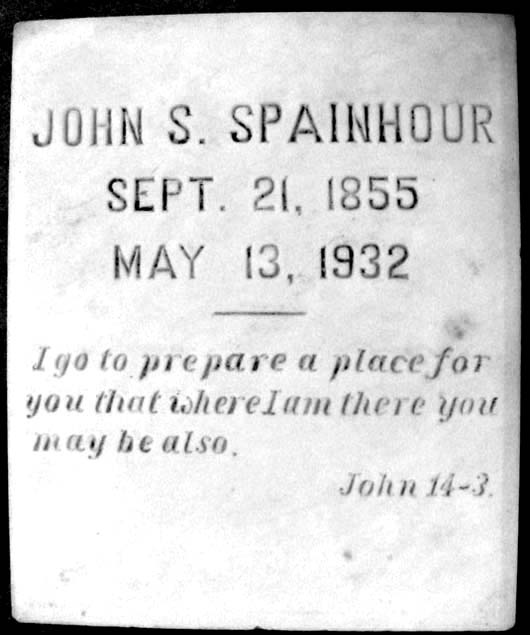 JOHN S. SPAINHOUR
SEPT. 21, 1855
MAY 13, 1932
I go to prepare a place for
you that where I am there you
may be also.
John 14-3.